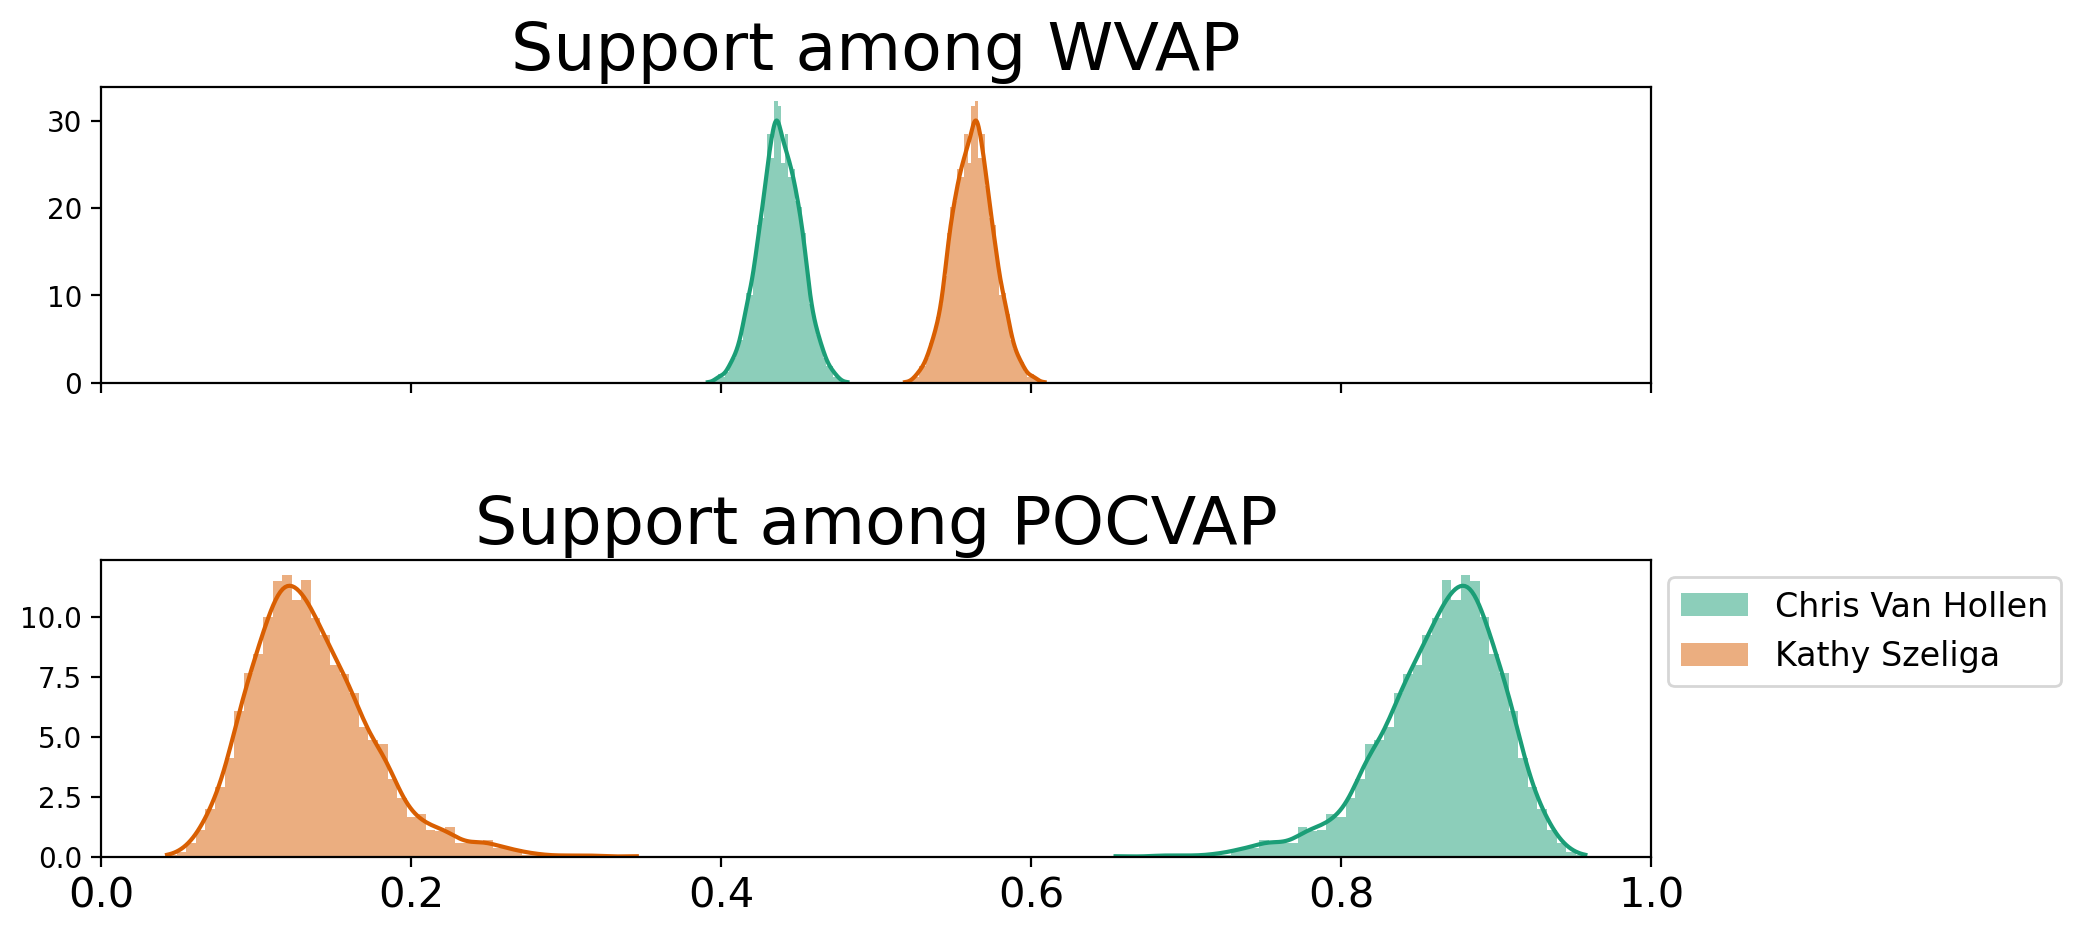 Support among WVAP
30
20
10
0
Support among POCVAP
10.0
7.5
5.0
2.5
0.0
0.0 0.2 0.4 0.6 0.8 1.0
Chris Van Hollen
Kathy Szeliga